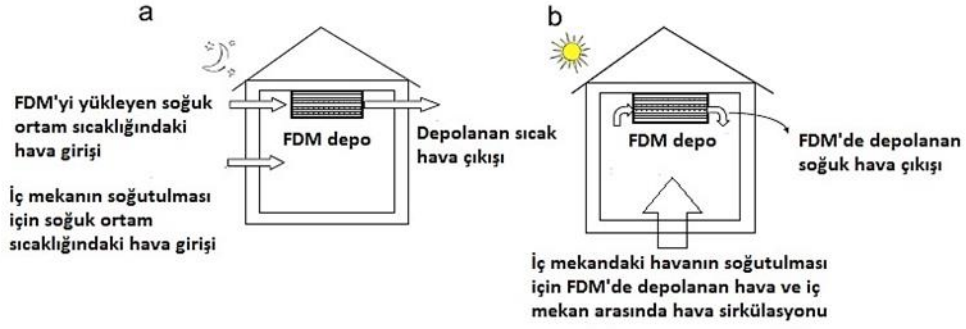 a
FDM'yi yükleyen soğuk
ortam sıcaklığındaki
hava girişi
FDM depo
Depolanan sıcak
hava çıkışı
İç mekanın soğutulması
için soğuk ortam
sıcaklığındaki hava girişi
b
FDM depo
FDM'de depolanan
soğuk hava çıkışı
İç mekandaki havanın soğutulması
için FDM'de depolanan hava ve iç
mekan arasında hava sirkülasyonu